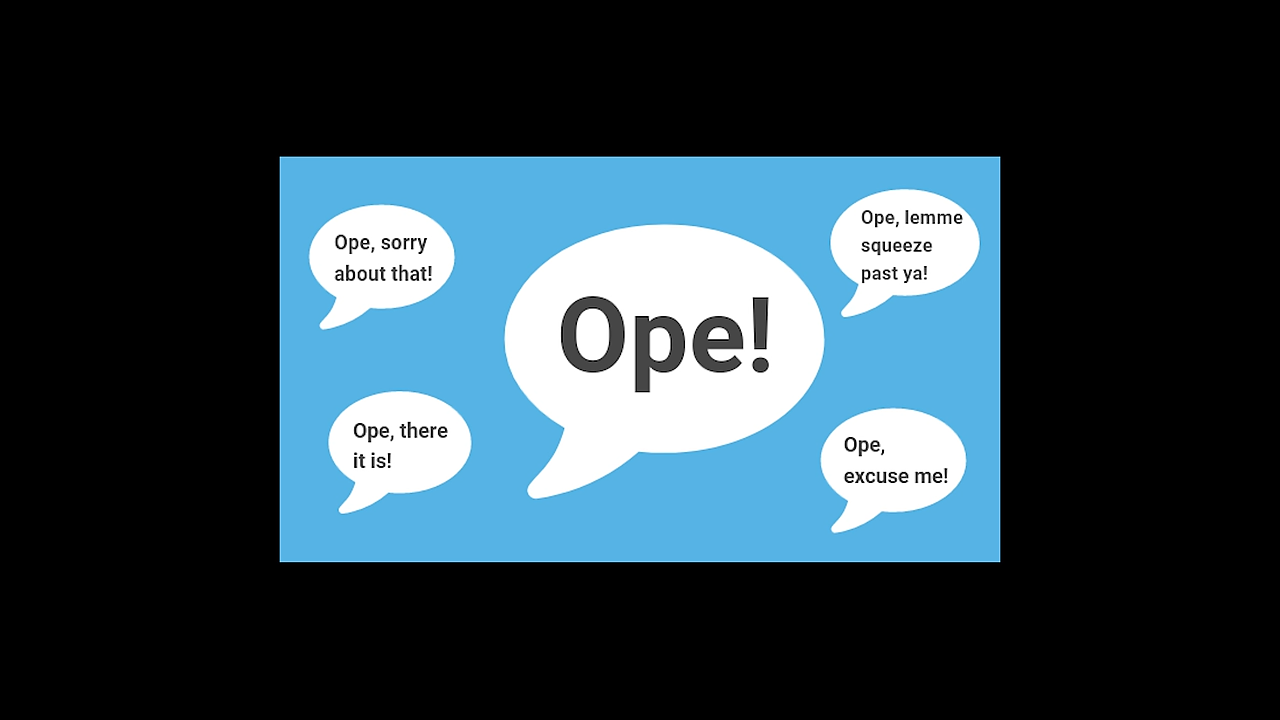 Ope, sorry
about that!
Ope, lemme
squeeze
past ya!
Ope!
Ope, there
it is!
Ope,
excuse me!